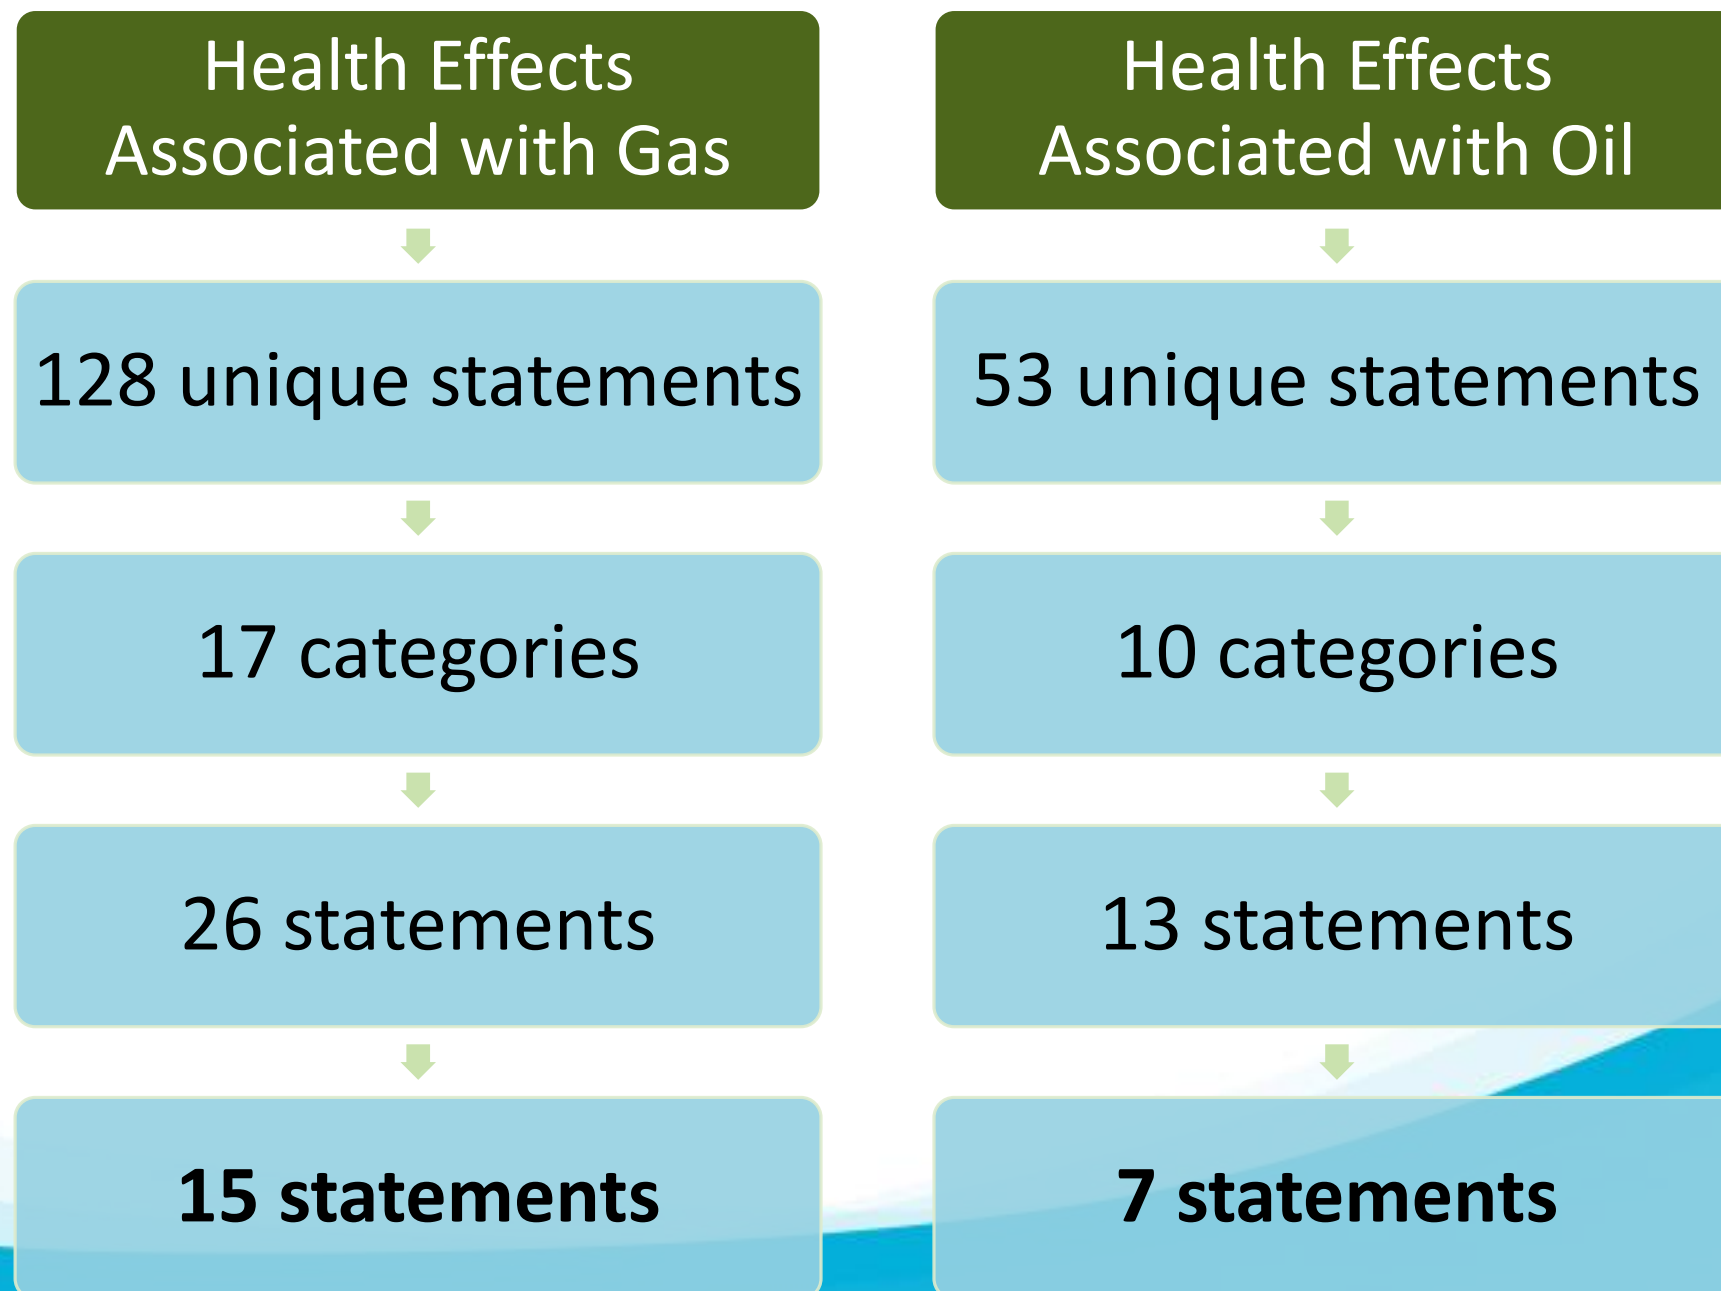 Health Effects
Associated with Gas
128 unique statements
17 categories
26 statements
15 statements
Health Effects
Associated with Oil
53 unique statements
10 categories
13 statements
7 statements